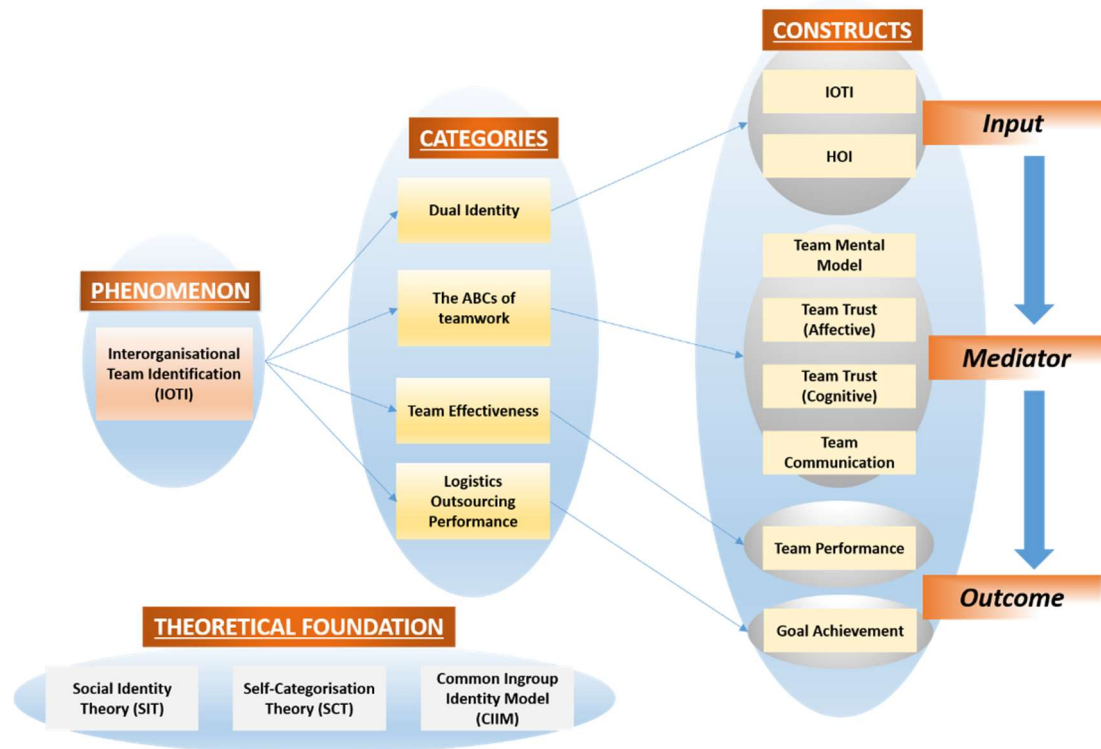 PHENOMENON
Interorganisational
Team Identification
(IOTI)
CATEGORIES
Dual Identity
The ABCs of
teamwork
Team Effectiveness
Logistics
Outsourcing
Performance
CONSTRUCTS
IOTI
HOI
Team Mental
Model
Team Trust
(Affective)
Team Trust
(Cognitive)
Team
Communication
Team Performance
Goal Achievement
Input
Mediator
Outcome
THEORETICAL FOUNDATION
Social Identity
Theory (SIT)
Self-Categorisation
Theory (SCT)
Common Ingroup
Identity Model
(CIIM)